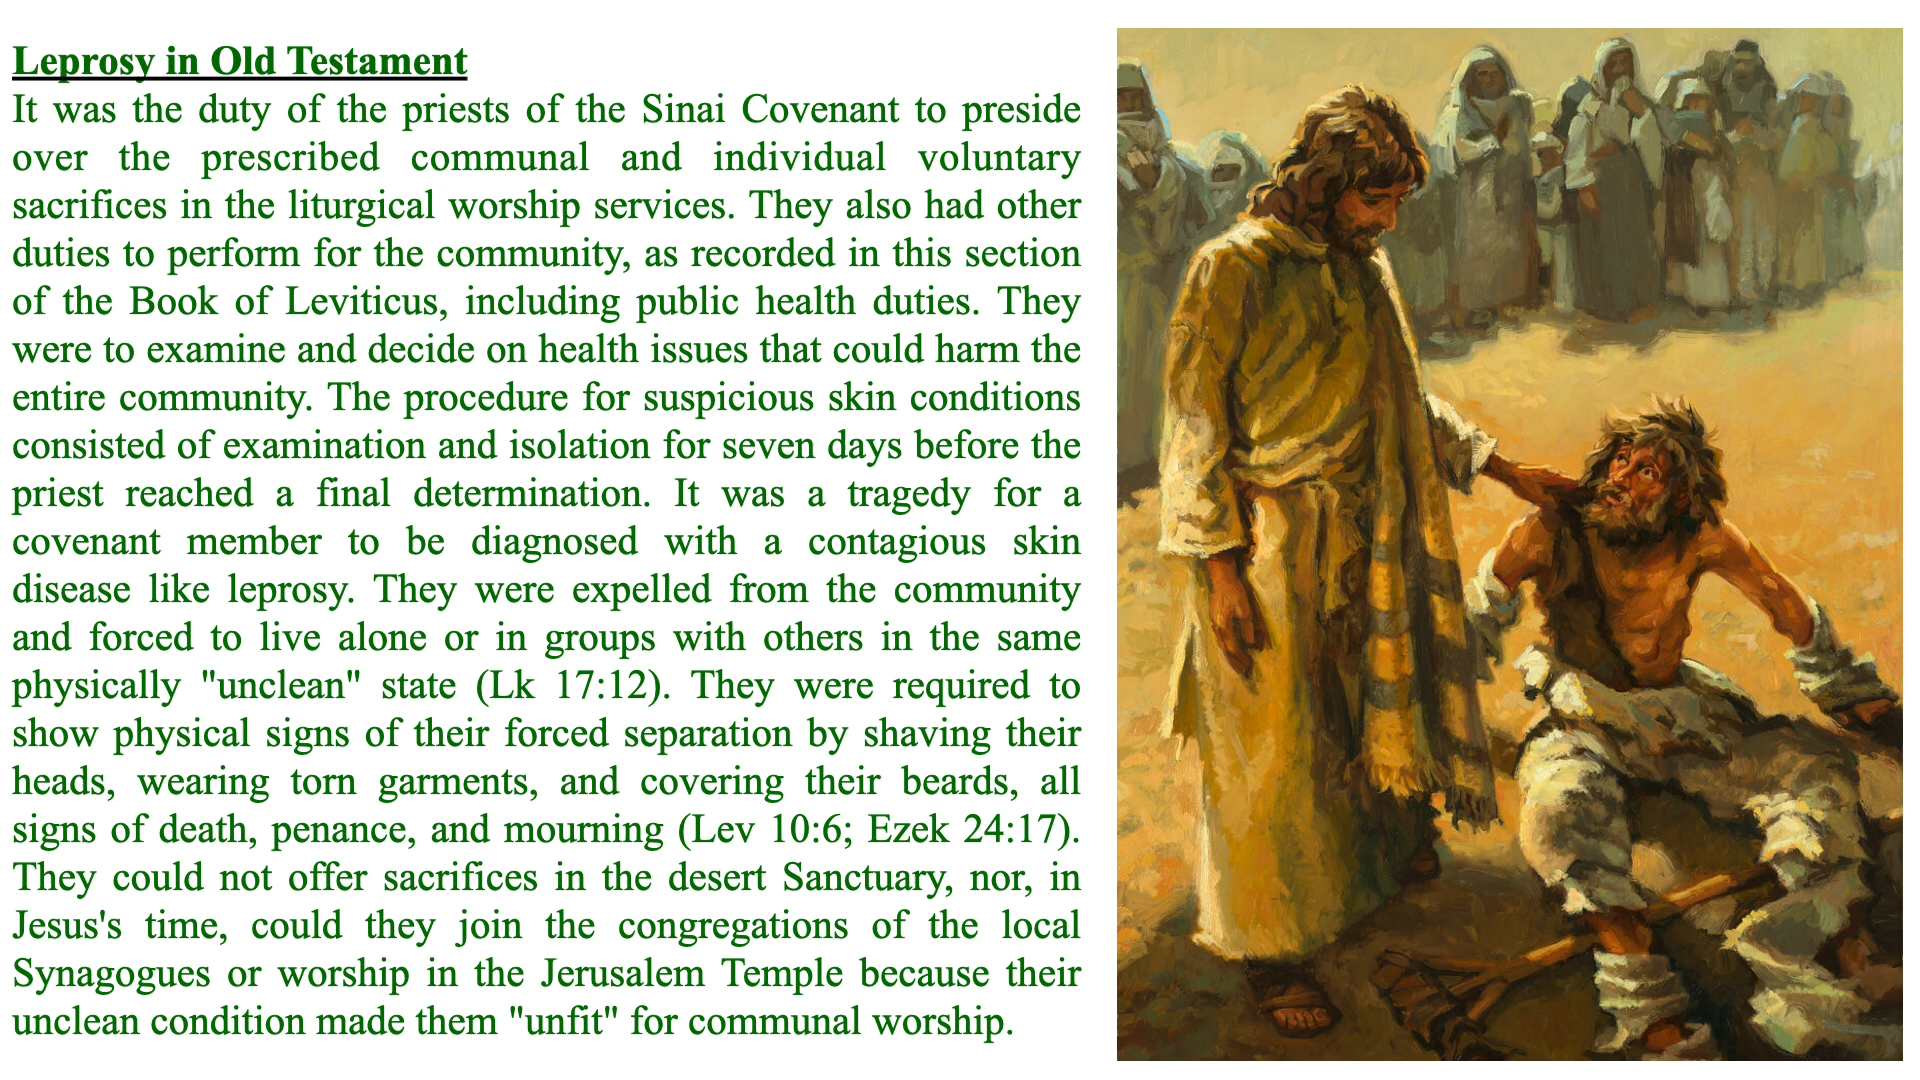 Leprosy in Old Testament
It was the duty of the priests of the Sinai Covenant to preside
over the prescribed communal and individual voluntary
sacrifices in the liturgical worship services. They also had other
duties to perform for the community, as recorded in this section
of the Book of Leviticus, including public health duties. They
were to examine and decide on health issues that could harm the
entire community. The procedure for suspicious skin conditions
consisted of examination and isolation for seven days before the
priest reached a final determination. It was a tragedy for a
covenant member to be diagnosed with a contagious skin
disease like leprosy. They were expelled from the community
and forced to live alone or in groups with others in the same
physically "unclean" state (Lk 17:12). They were required to
show physical signs of their forced separation by shaving their
heads, wearing torn garments, and covering their beards, all
signs of death, penance, and mourning (Lev 10:6; Ezek 24:17).
They could not offer sacrifices in the desert Sanctuary, nor, in
Jesus's time, could they join the congregations of the local
Synagogues or worship in the Jerusalem Temple because their
unclean condition made them "unfit" for communal worship.